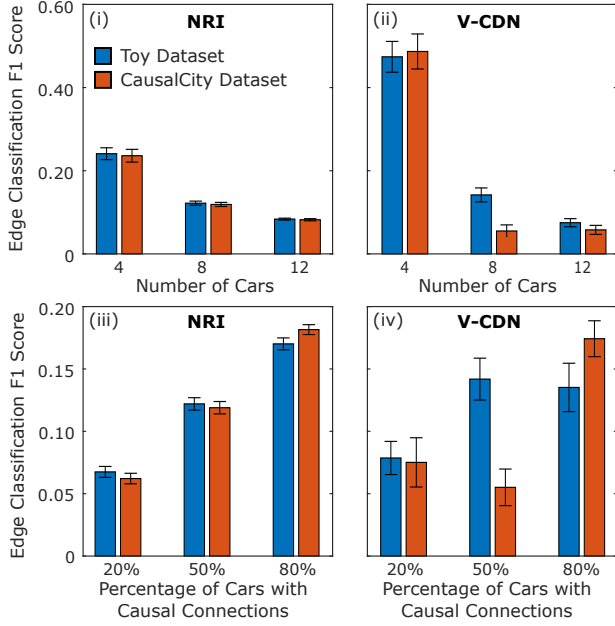 (i) NRI
(ii) V-CDN
Toy Dataset
CausalCity Dataset
Edge Classification F1 Score
0.60
0.40
0.20
0
4 8 12
Number of Cars
4 8 12
Number of Cars
(iii) NRI
(iv) V-CDN
Edge Classification F1 Score
0.20
0.15
0.10
0.05
0
20% 50% 80%
Percentage of Cars with
Causal Connections
20% 50% 80%
Percentage of Cars with
Causal Connections